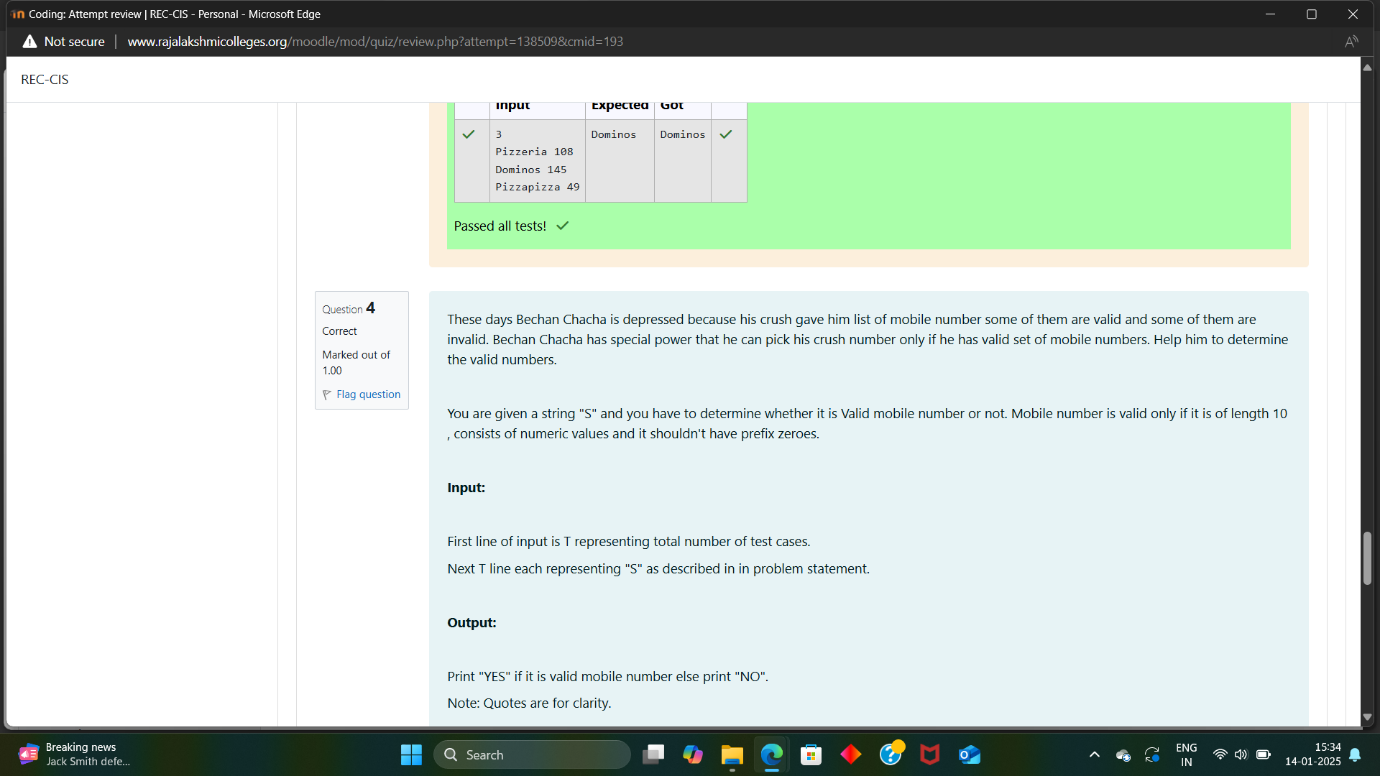 Coding: Attempt review | REC-CIS - Personal - Microsoft Edge
Not secure | www.rajalakshmicolleges.org/moodle/mod/quiz/review.php?attempt=138509&cmid=193
REC-CIS
Input Expected Got
3 Dominos Dominos
Pizzeria 108
Dominos 145
Pizzapizza 49
Passed all tests!
Question 4
Correct
Marked out of
1.00
Flag question
These days Bechan Chacha is depressed because his crush gave him list of mobile number some of them are valid and some of them are
invalid. Bechan Chacha has special power that he can pick his crush number only if he has valid set of mobile numbers. Help him to determine
the valid numbers.
You are given a string "S" and you have to determine whether it is Valid mobile number or not. Mobile number is valid only if it is of length 10
, consists of numeric values and it shouldn't have prefix zeroes.
Input:
First line of input is T representing total number of test cases.
Next T line each representing "S" as described in in problem statement.
Output:
Print "YES" if it is valid mobile number else print "NO".
Note: Quotes are for clarity.
Breaking news
Jack Smith defe...
Search
ENG
IN
15:34
14-01-2025